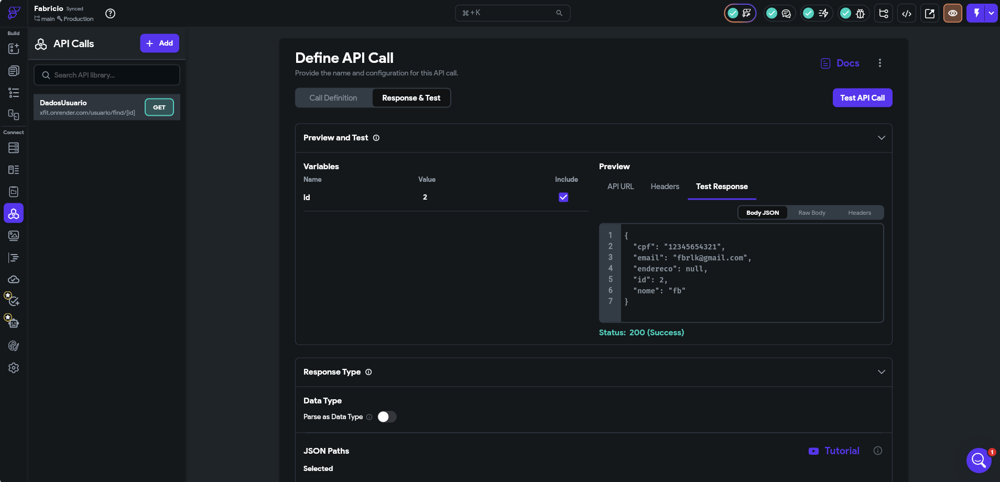 Fabricio Synced
main Production
⌘+K
Build
API Calls
+ Add
Search API library...
DadosUsuario
xfit.onrender.com/usuario/find/[id]
GET
Connect
Define API Call
Provide the name and configuration for this API call.
Docs
Call Definition
Response & Test
Test API Call
Preview and Test
Variables
Name Value Include
id 2
Preview
API URL Headers Test Response
Body JSON Raw Body Headers
1 {
2 "cpf": "12345654321",
3 "email": "fbrlk@gmail.com",
4 "endereco": null,
5 "id": 2,
6 "nome": "fb"
7 }
Status: 200 (Success)
Response Type
Data Type
Parse as Data Type
JSON Paths
Tutorial
Selected
1